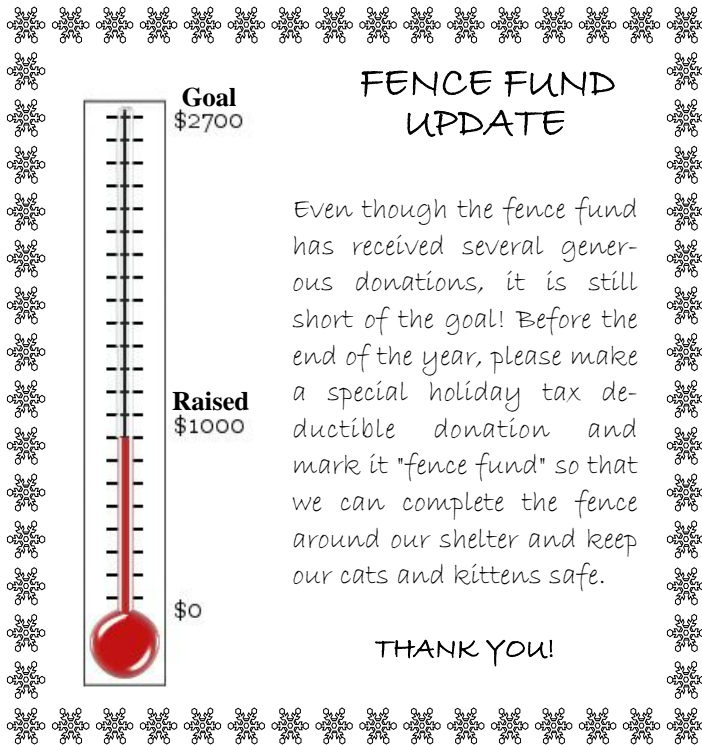 Goal
$2700
Raised
$1000
$0
FENCE FUND
UPDATE
Even though the fence fund
has received several gener-
ous donations, it is still
short of the goal! Before the
end of the year, please make
a special holiday tax de-
ductible donation and
mark it "fence fund" so that
we can complete the fence
around our shelter and keep
our cats and kittens safe.
THANK YOU!